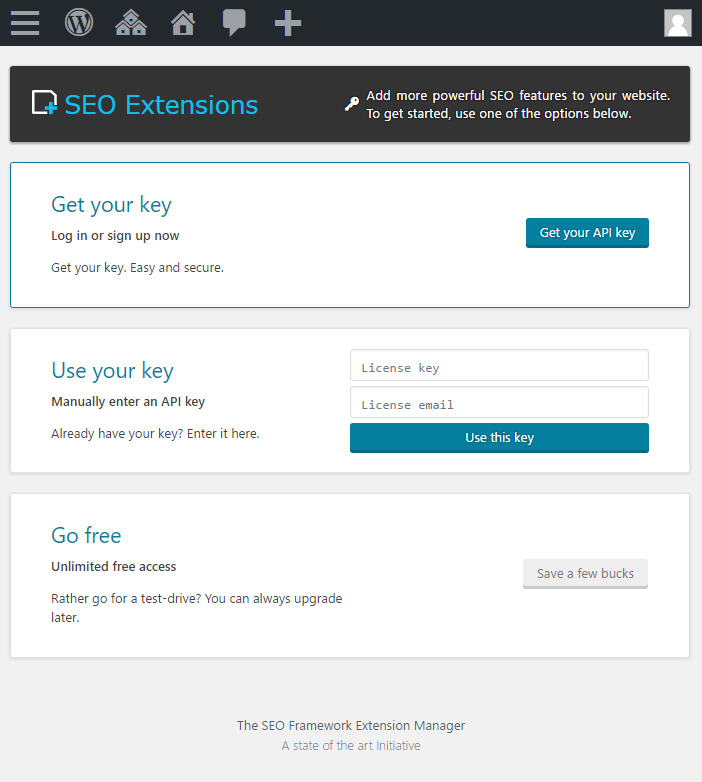 SEO Extensions
Add more powerful SEO features to your website.
To get started, use one of the options below.
Get your key
Log in or sign up now
Get your key. Easy and secure.
Get your API key
Use your key
Manually enter an API key
Already have your key? Enter it here.
License key
License email
Use this key
Go free
Unlimited free access
Rather go for a test-drive? You can always upgrade
later.
Save a few bucks
The SEO Framework Extension Manager
A state of the art Initiative